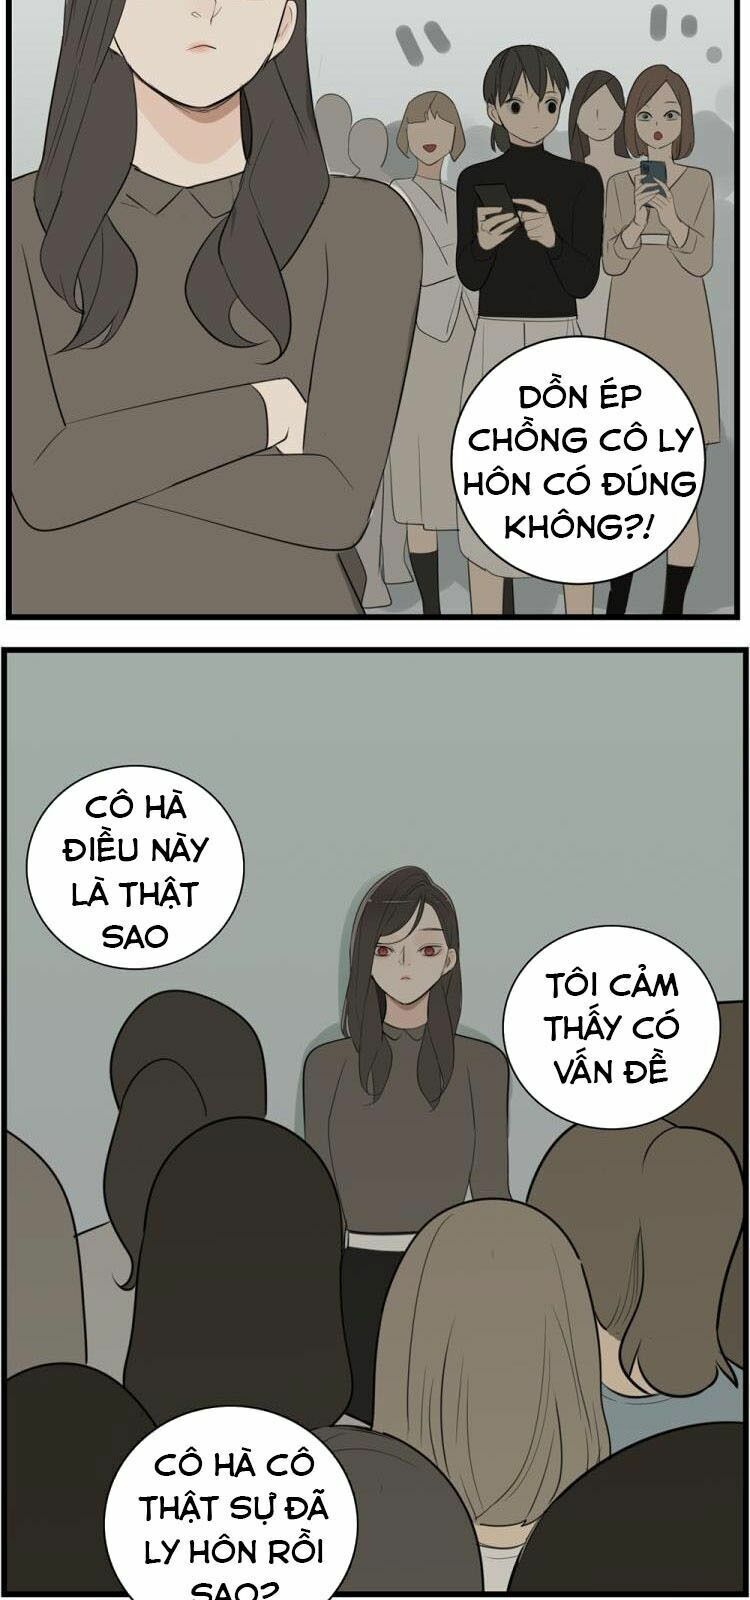 DỒN ÉP
CHỒNG CÔ LY
HÔN CÓ ĐÚNG
KHÔNG?!
CÔ HÀ
ĐIỀU NÀY
LÀ THẬT
SAO
TÔI CẢM
THẤY CÓ
VẤN ĐỀ
CÔ HÀ CÔ
THẬT SỰ ĐÃ
LY HÔN RỒI
SAO?